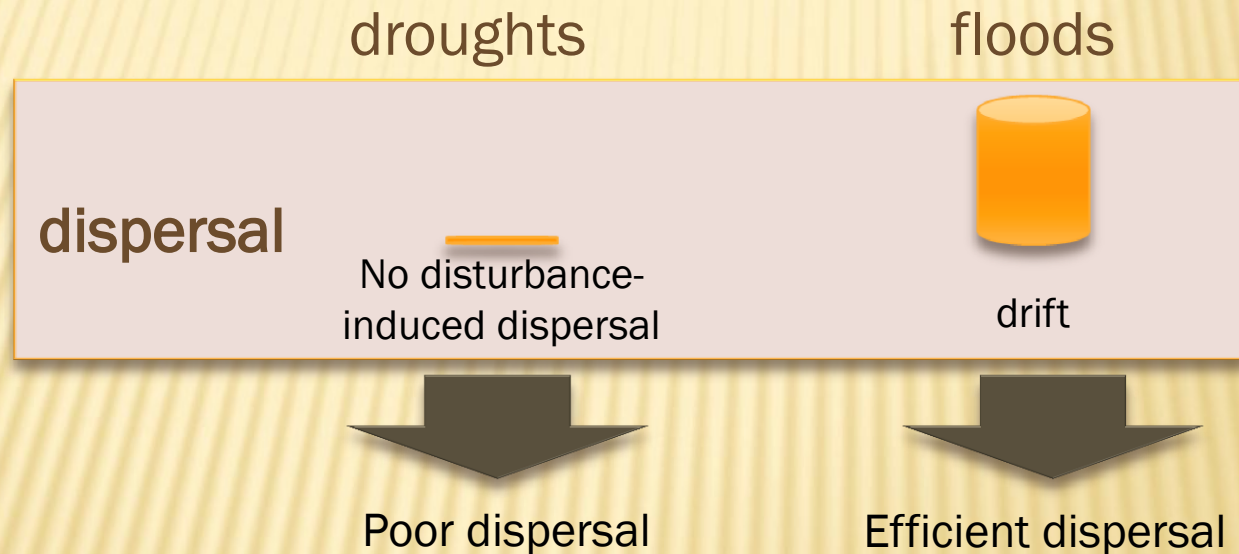 droughts floods
dispersal
No disturbance-
induced dispersal
drift
Poor dispersal Efficient dispersal